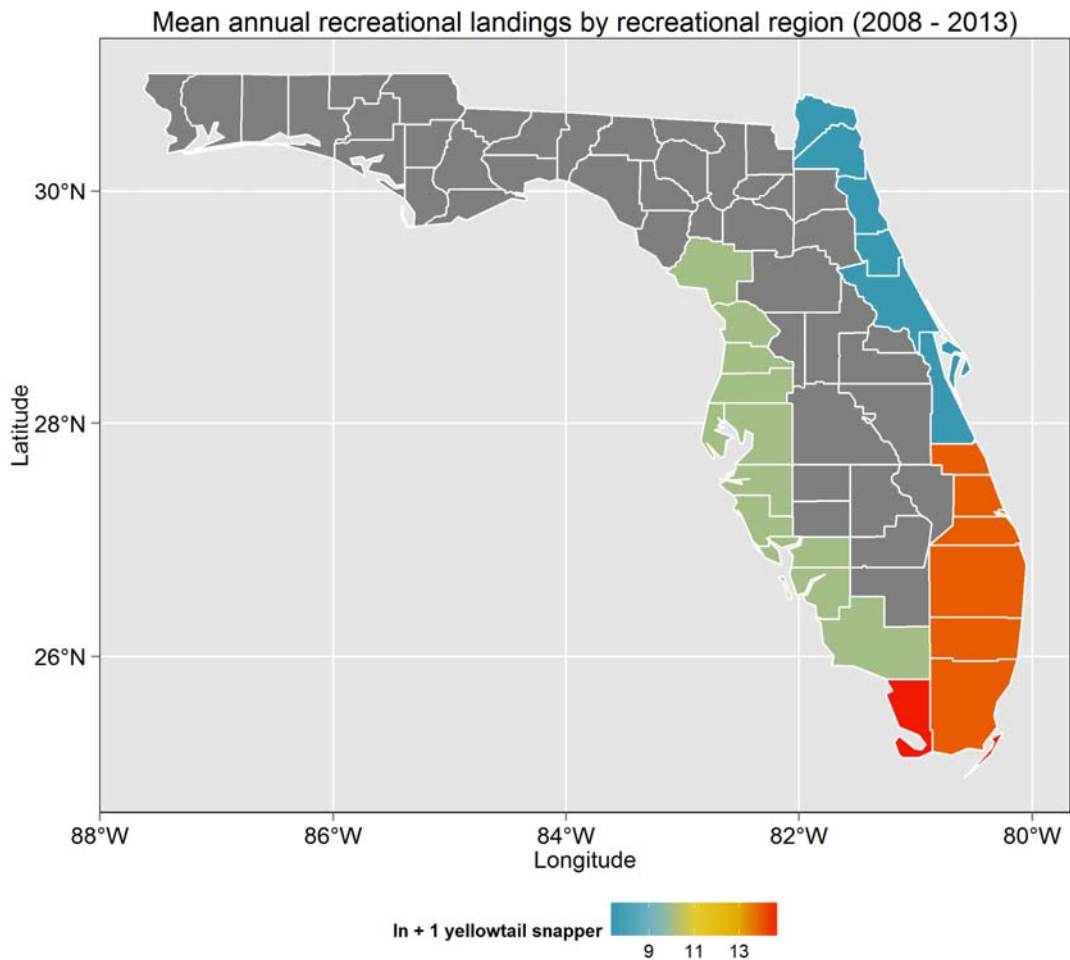 Mean annual recreational landings by recreational region (2008 - 2013)
30°N
28°N
26°N
Latitude
88°W 86°W 84°W 82°W 80°W
Longitude
ln + 1 yellowtail snapper
9 11 13